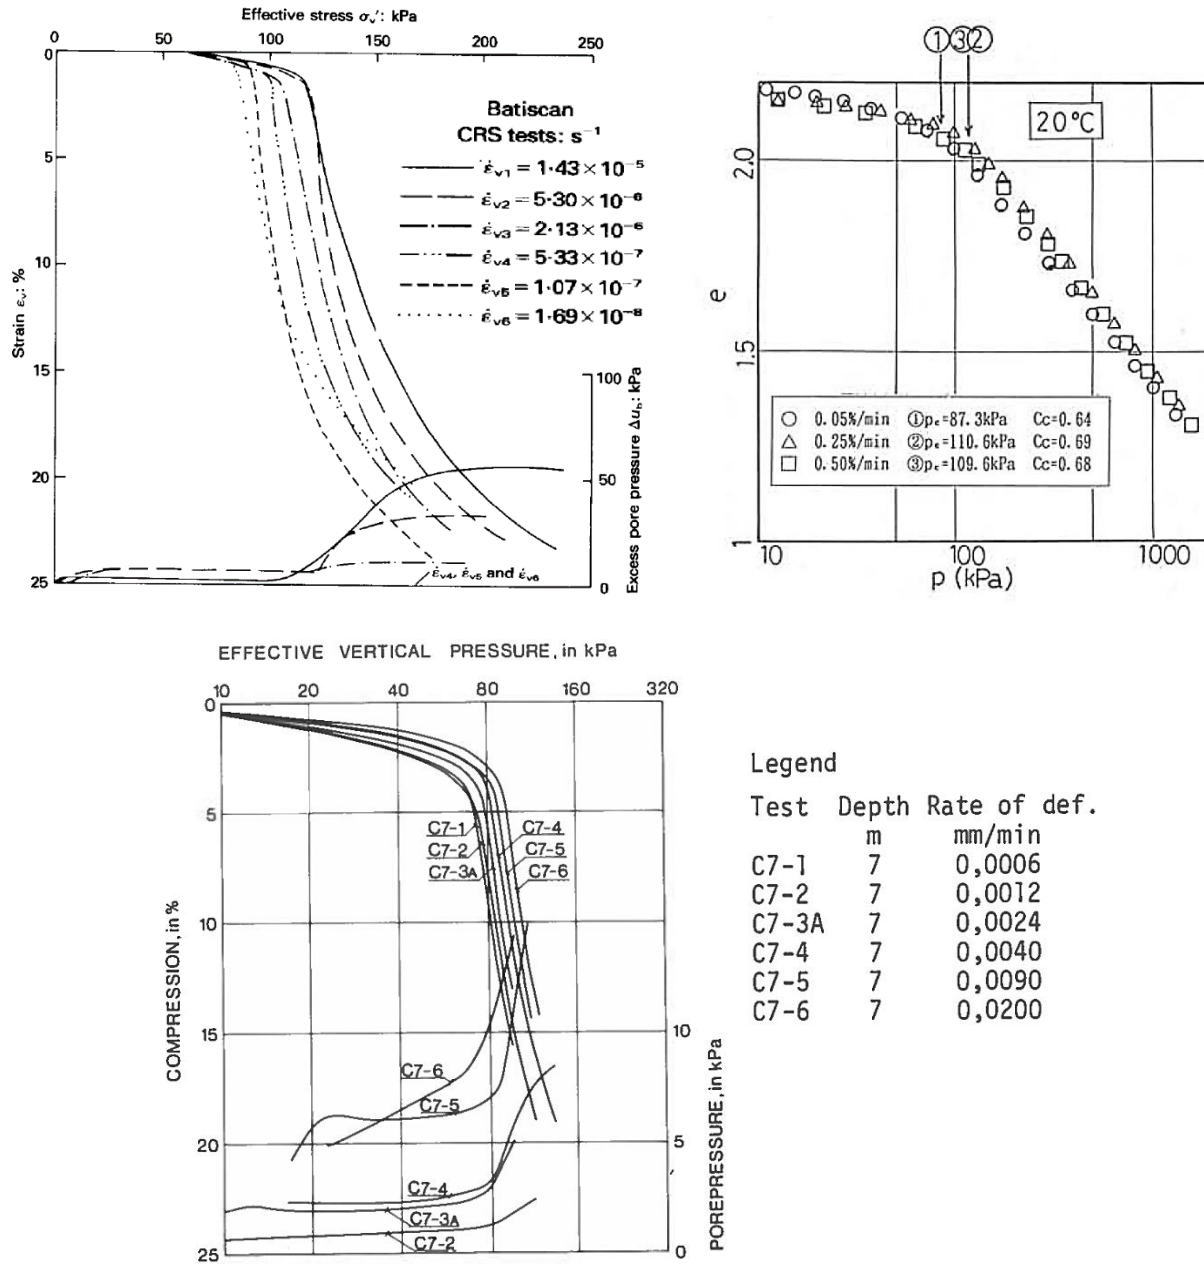 Effective stress σᵥ′: kPa
0 50 100 150 200 250
0
5
10
15
20
25
Strain εᵥ: %
Batiscan
CRS tests: s⁻¹
ε̇ᵥ₁ = 1·43 × 10⁻⁵
ε̇ᵥ₂ = 5·30 × 10⁻⁶
ε̇ᵥ₃ = 2·13 × 10⁻⁶
ε̇ᵥ₄ = 5·33 × 10⁻⁷
ε̇ᵥ₅ = 1·07 × 10⁻⁷
ε̇ᵥ₆ = 1·69 × 10⁻⁸
100
50
0
Excess pore pressure Δu_b: kPa
ε̇ᵥ₄, ε̇ᵥ₅ and ε̇ᵥ₆
① ③ ②
20°C
2.0
1.5
1
e
○ 0.05%/min ①p꜀=87.3kPa Cc=0.64
△ 0.25%/min ②p꜀=110.6kPa Cc=0.69
□ 0.50%/min ③p꜀=109.6kPa Cc=0.68
10 100 1000
p (kPa)
EFFECTIVE VERTICAL PRESSURE, in kPa
10 20 40 80 160 320
0
5
10
15
20
25
COMPRESSION, in %
C7-1
C7-2
C7-3A
C7-4
C7-5
C7-6
C7-6
C7-5
C7-4
C7-3A
C7-2
10
5
0
POREPRESSURE, in kPa
Legend
Test Depth Rate of def.
m mm/min
C7-1 7 0,0006
C7-2 7 0,0012
C7-3A 7 0,0024
C7-4 7 0,0040
C7-5 7 0,0090
C7-6 7 0,0200